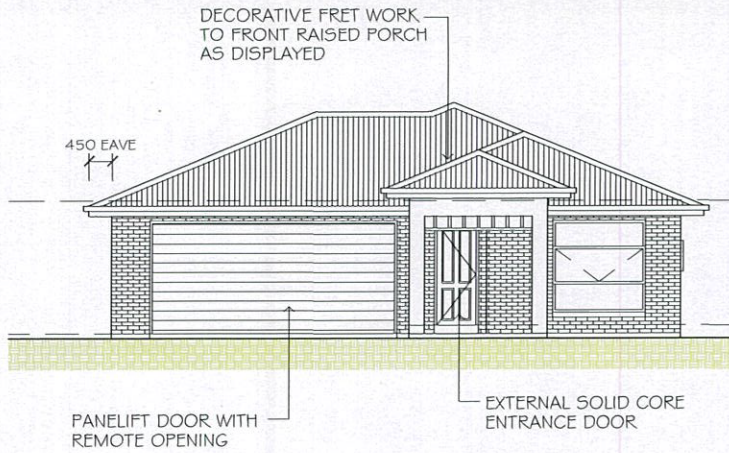 DECORATIVE FRET WORK
TO FRONT RAISED PORCH
AS DISPLAYED
450 EAVE
PANELIFT DOOR WITH
REMOTE OPENING
EXTERNAL SOLID CORE
ENTRANCE DOOR